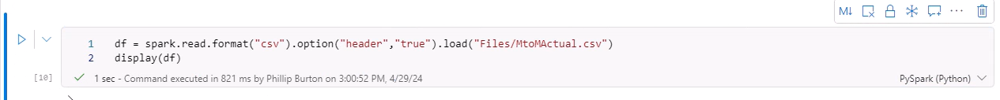 M↓
1 df = spark.read.format("csv").option("header","true").load("Files/MtoMActual.csv")
2 display(df)
[10] 1 sec - Command executed in 821 ms by Phillip Burton on 3:00:52 PM, 4/29/24 PySpark (Python)